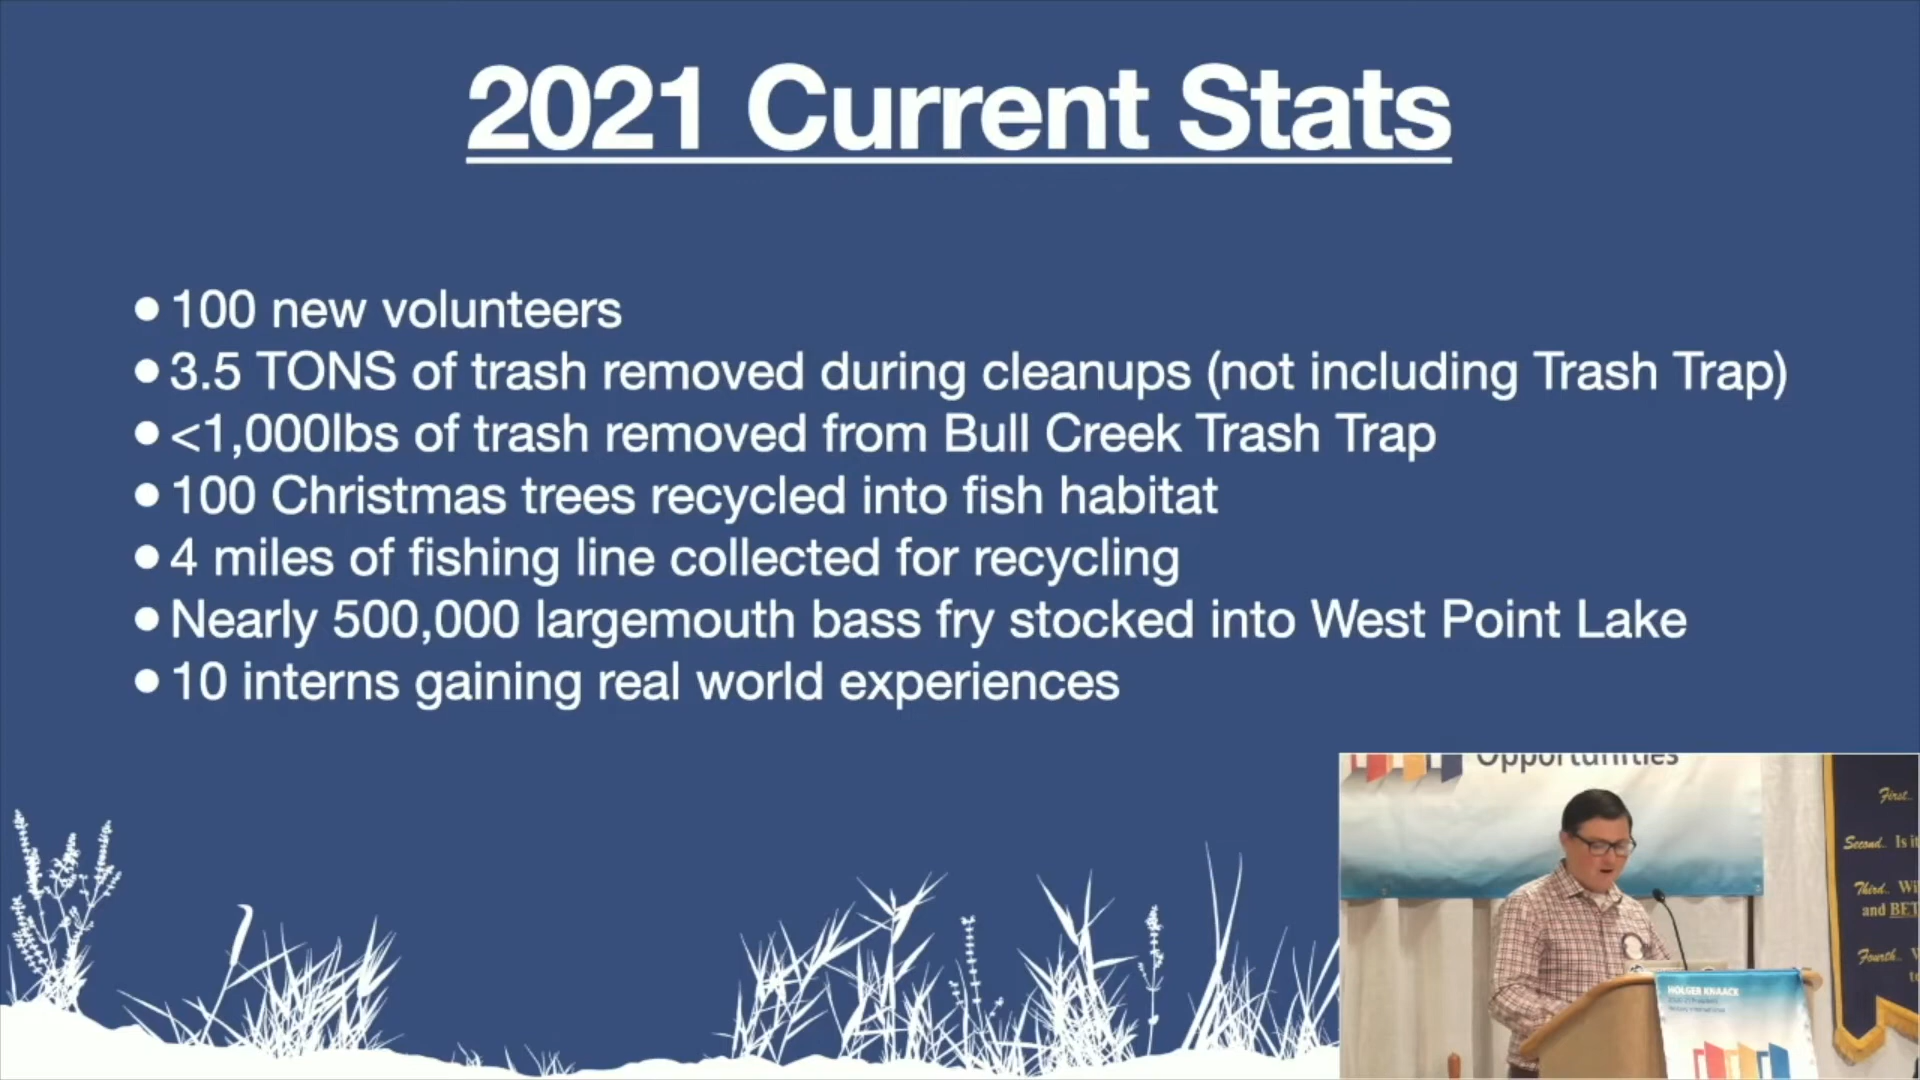 2021 Current Stats
●100 new volunteers
●3.5 TONS of trash removed during cleanups (not including Trash Trap)
●<1,000lbs of trash removed from Bull Creek Trash Trap
●100 Christmas trees recycled into fish habitat
●4 miles of fishing line collected for recycling
●Nearly 500,000 largemouth bass fry stocked into West Point Lake
●10 interns gaining real world experiences
Opportunities
First..
Second.. Is it
Third..
and
Fourth..
HOLGER KNAACK